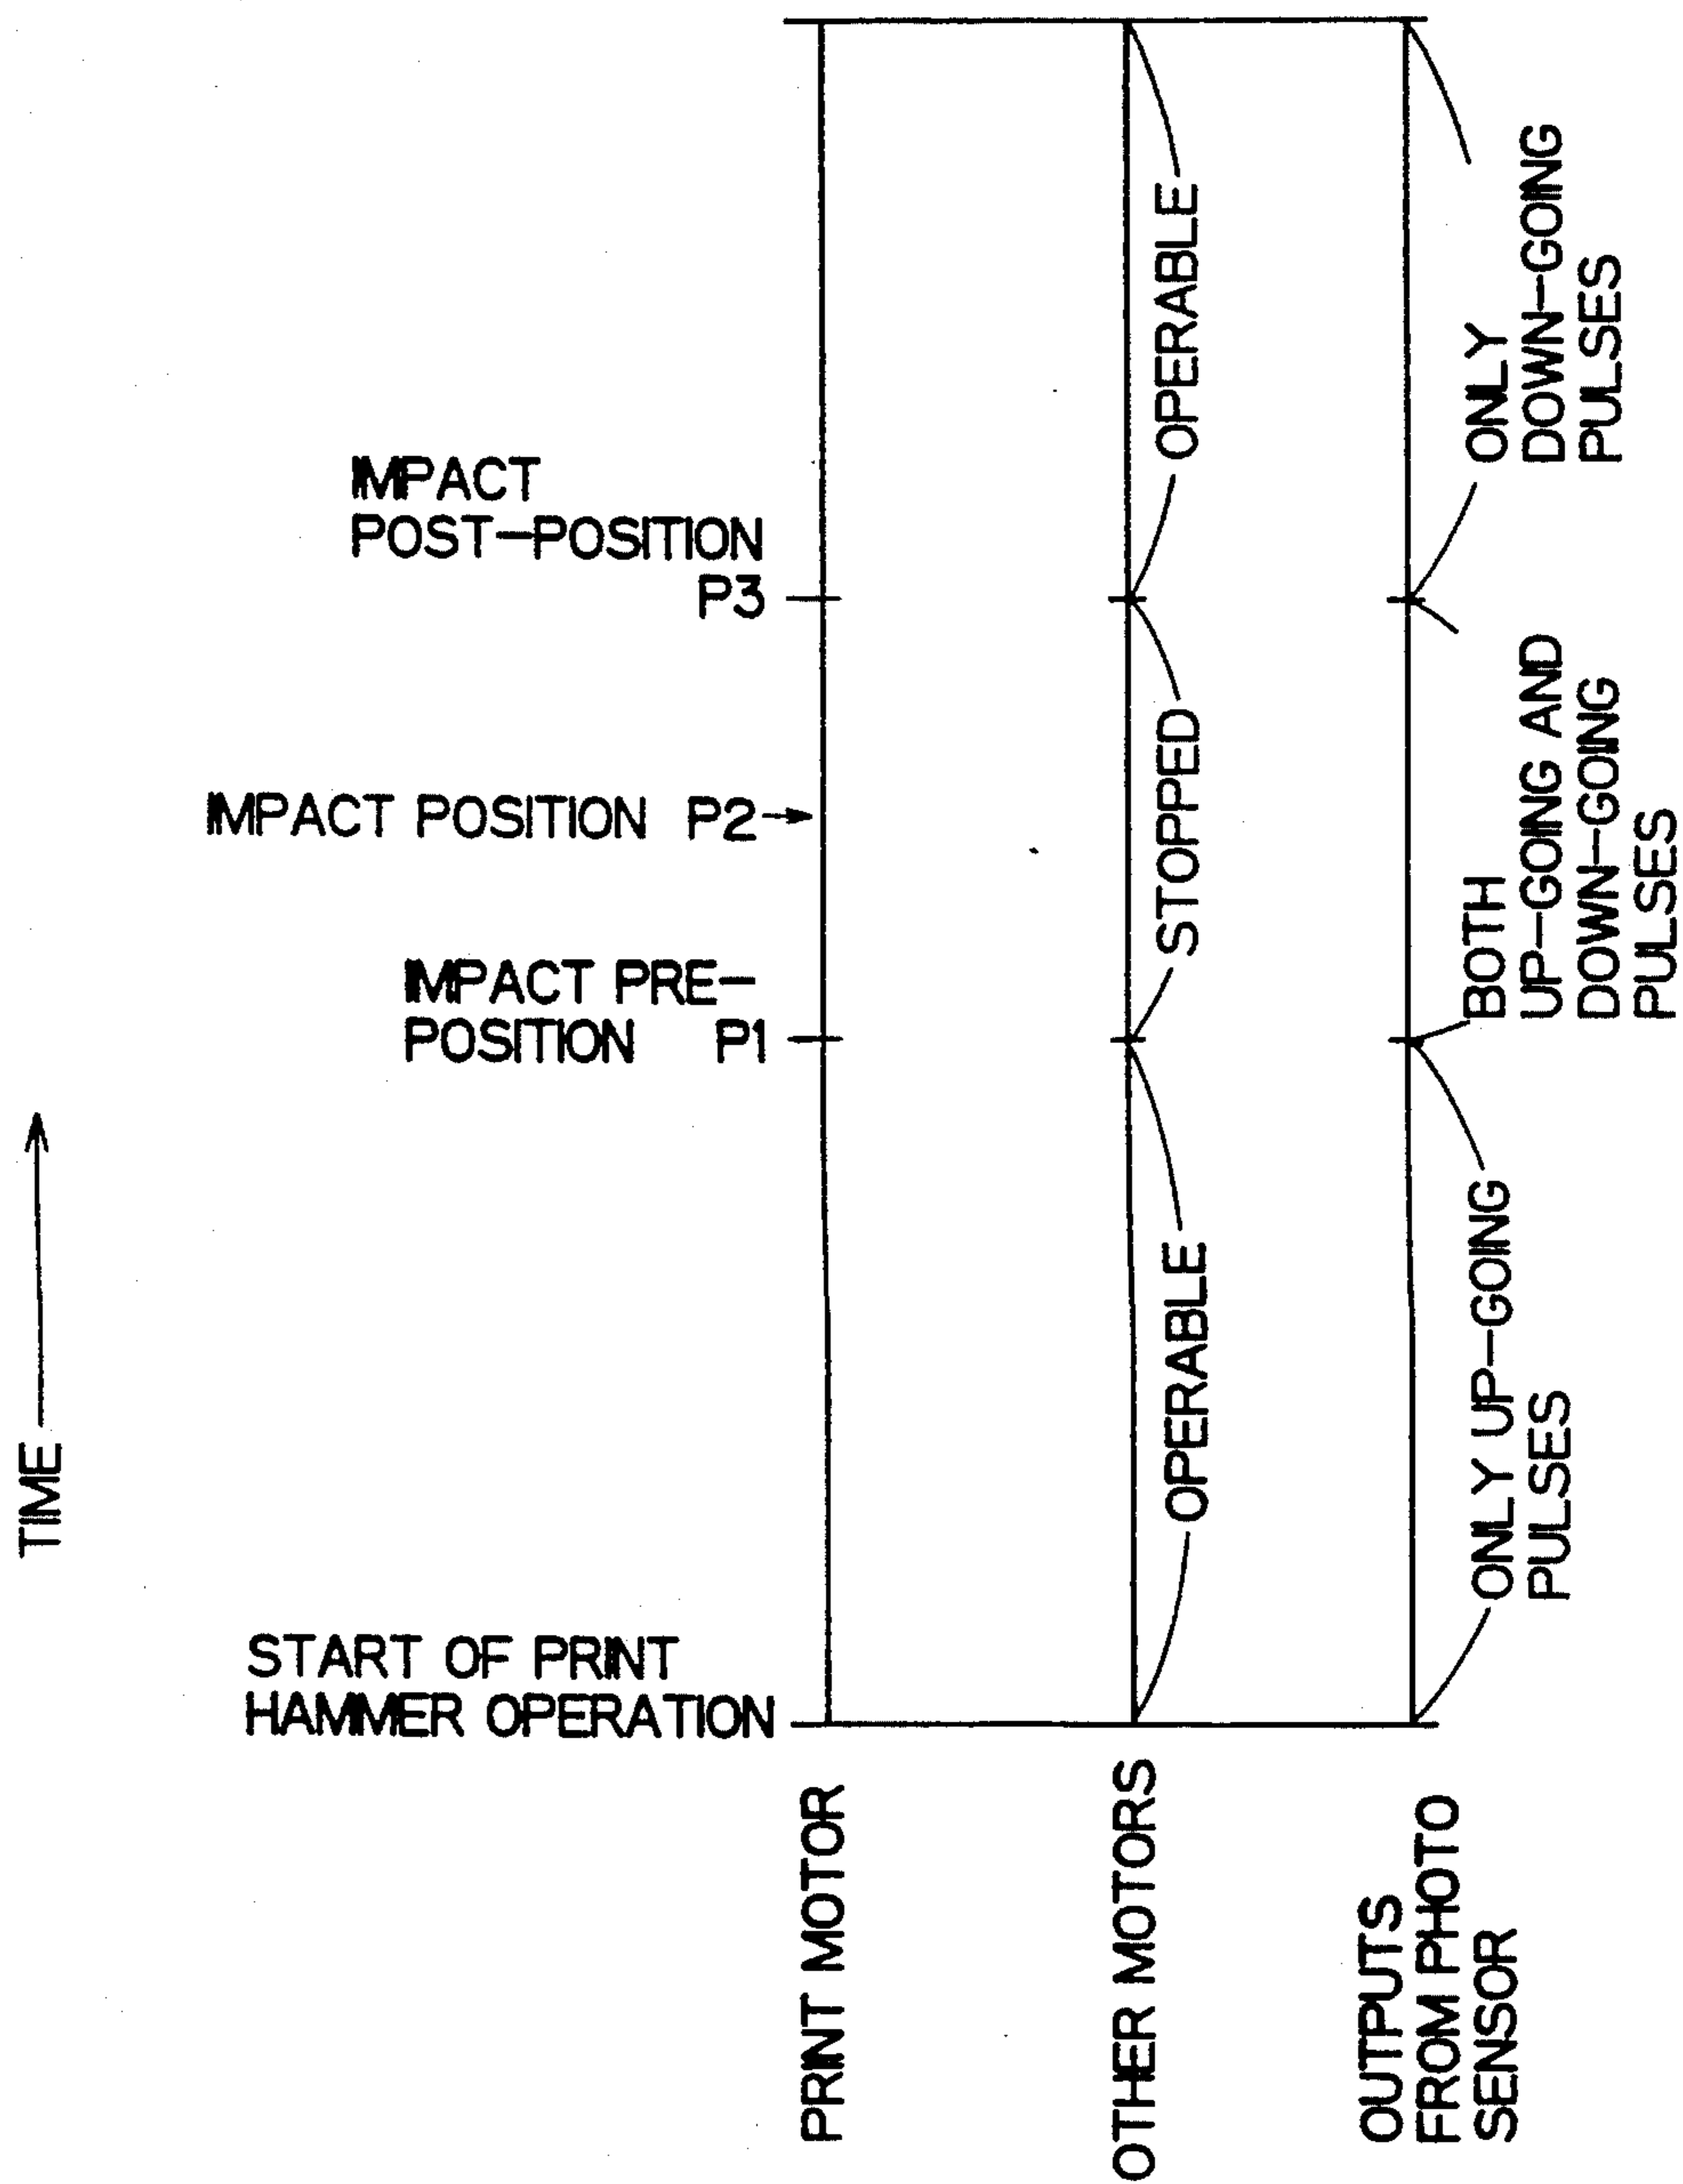 TIME
START OF PRINT
HAMMER OPERATION
IMPACT PRE-
POSITION P1
IMPACT POSITION P2
IMPACT
POST-POSITION
P3
PRINT MOTOR
OTHER MOTORS
OPERABLE
STOPPED
OPERABLE
OUTPUTS
FROM PHOTO
SENSOR
ONLY UP-GOING
PULSES
BOTH
UP-GOING AND
DOWN-GOING
PULSES
ONLY
DOWN-GOING
PULSES